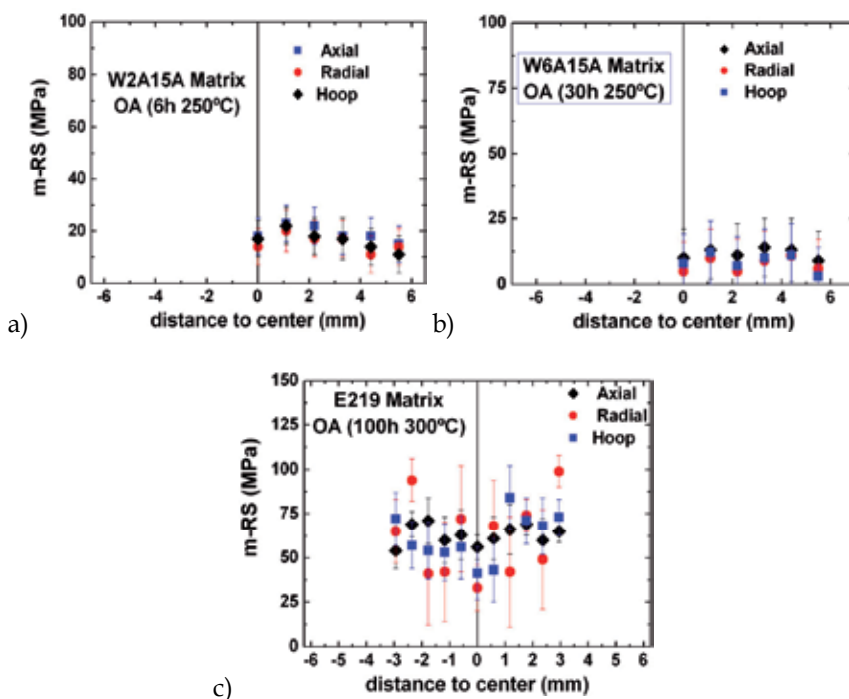 a)
m-RS (MPa)
100
80
60
40
20
0
W2A15A Matrix
OA (6h 250ºC)
Axial
Radial
Hoop
-6 -4 -2 0 2 4 6
distance to center (mm)
b)
m-RS (MPa)
100
75
50
25
0
W6A15A Matrix
OA (30h 250ºC)
Axial
Radial
Hoop
-6 -4 -2 0 2 4 6
distance to center (mm)
c)
m-RS (MPa)
150
125
100
75
50
25
0
E219 Matrix
OA (100h 300ºC)
Axial
Radial
Hoop
-6 -5 -4 -3 -2 -1 0 1 2 3 4 5 6
distance to center (mm)